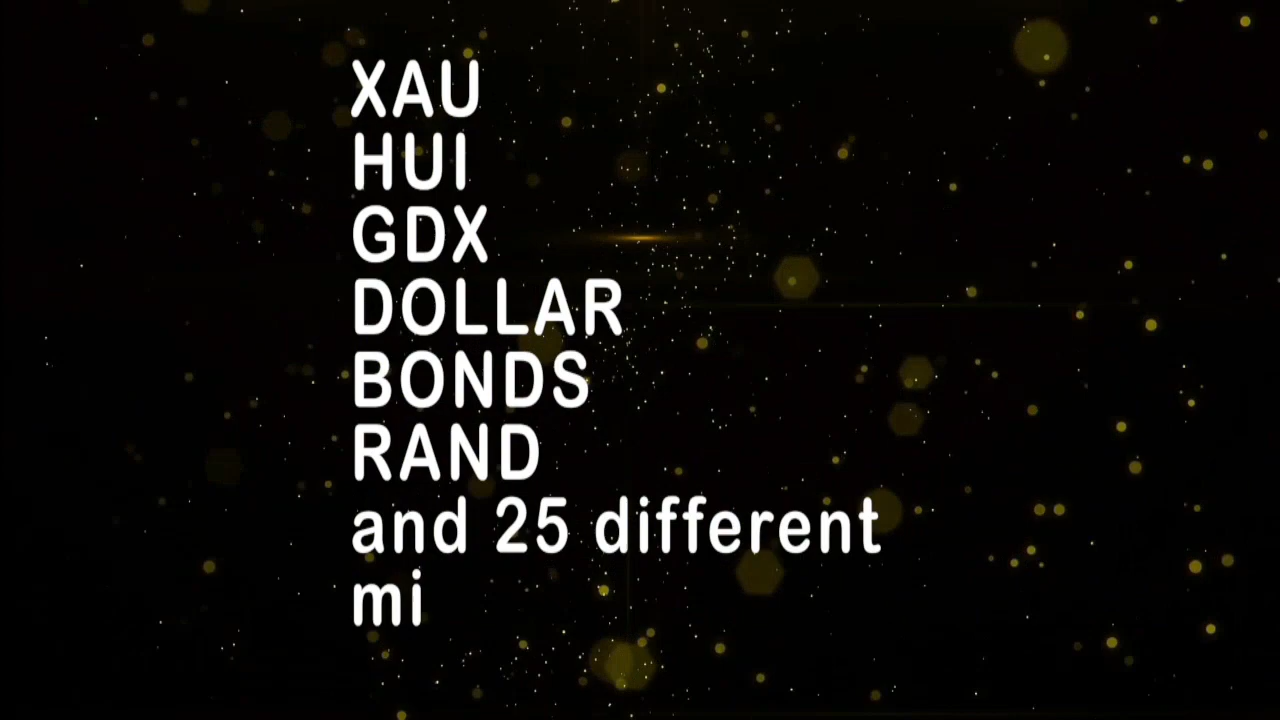 XAU
HUI
GDX
DOLLAR
BONDS
RAND
and 25 different
mi